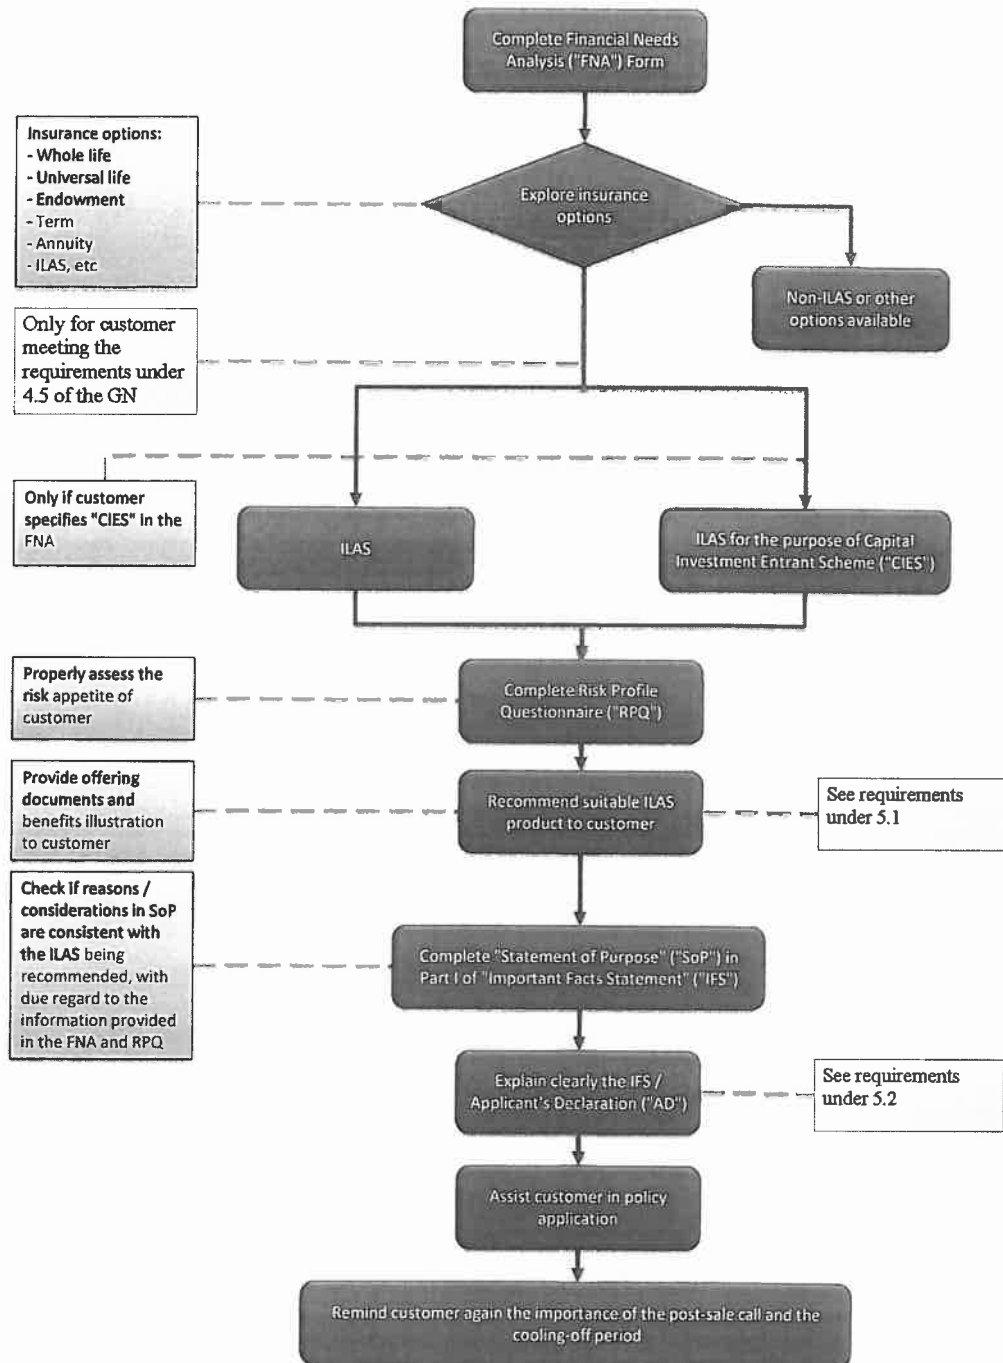 Complete Financial Needs
Analysis ("FNA") Form
Insurance options:
- Whole life
- Universal life
- Endowment
- Term
- Annuity
- ILAS, etc
Explore insurance
options
Non-ILAS or other
options available
Only for customer
meeting the
requirements under
4.5 of the GN
Only if customer
specifies "CIES" in the
FNA
ILAS
ILAS for the purpose of Capital
Investment Entrant Scheme ("CIES")
Properly assess the
risk appetite of
customer
Complete Risk Profile
Questionnaire ("RPQ")
Provide offering
documents and
benefits illustration
to customer
Recommend suitable ILAS
product to customer
See requirements
under 5.1
Check if reasons /
considerations in SoP
are consistent with
the ILAS being
recommended, with
due regard to the
information provided
in the FNA and RPQ
Complete "Statement of Purpose" ("SoP") in
Part I of "Important Facts Statement" ("IFS")
Explain clearly the IFS /
Applicant's Declaration ("AD")
See requirements
under 5.2
Assist customer in policy
application
Remind customer again the importance of the post-sale call and the
cooling-off period